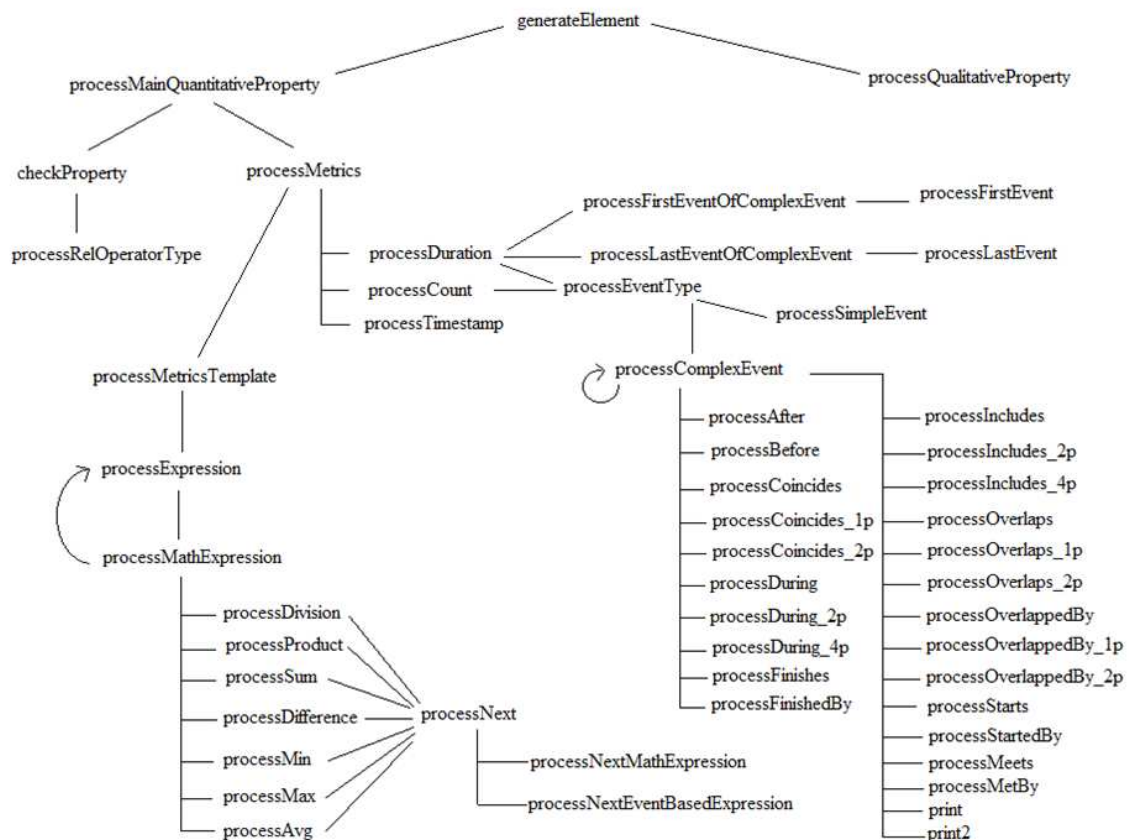 generateElement
processMainQuantitativeProperty
processQualitativeProperty
checkProperty
processMetrics
processRelOperatorType
processFirstEventOfComplexEvent
processFirstEvent
processDuration
processLastEventOfComplexEvent
processLastEvent
processCount
processEventType
processTimestamp
processSimpleEvent
processMetricsTemplate
processComplexEvent
processExpression
processMathExpression
processDivision
processProduct
processSum
processDifference
processMin
processMax
processAvg
processNext
processNextMathExpression
processNextEventBasedExpression
processAfter
processBefore
processCoincides
processCoincides_1p
processCoincides_2p
processDuring
processDuring_2p
processDuring_4p
processFinishes
processFinishedBy
processIncludes
processIncludes_2p
processIncludes_4p
processOverlaps
processOverlaps_1p
processOverlaps_2p
processOverlappedBy
processOverlappedBy_1p
processOverlappedBy_2p
processStarts
processStartedBy
processMeets
processMetBy
print
print2